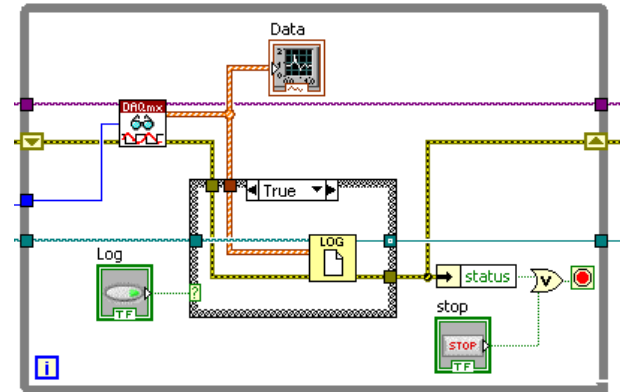 Data
DAQmx
True
LOG
Log
TF
?
status
V
stop
STOP
TF
i